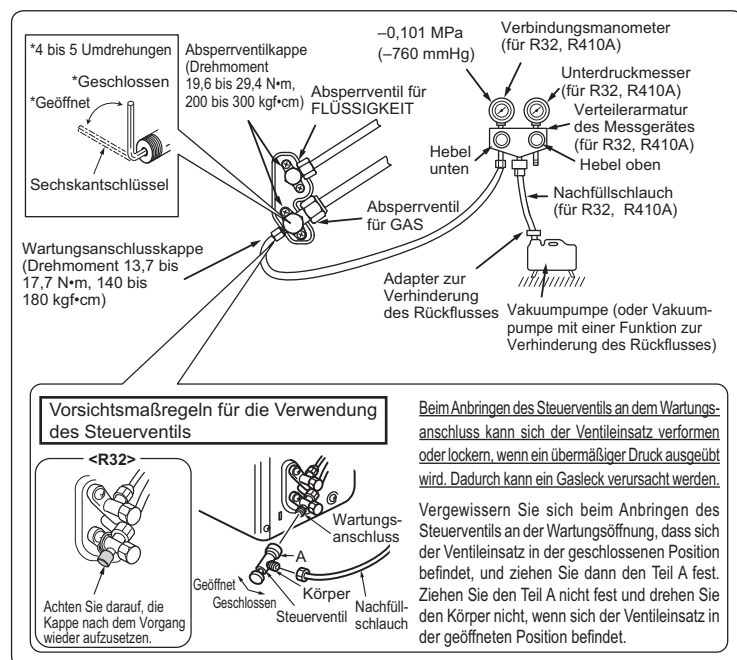 *4 bis 5 Umdrehungen
*Geschlossen
*Geöffnet
Sechskantschlüssel
Absperrventilkappe
(Drehmoment
19,6 bis 29,4 N•m,
200 bis 300 kgf•cm)
Absperrventil für
FLÜSSIGKEIT
–0,101 MPa
(–760 mmHg)
Verbindungsmanometer
(für R32, R410A)
Unterdruckmesser
(für R32, R410A)
Verteilerarmatur
des Messgerätes
(für R32, R410A)
Hebel
unten
Hebel oben
Absperrventil
für GAS
Nachfüllschlauch
(für R32, R410A)
Wartungsanschlusskappe
(Drehmoment 13,7 bis
17,7 N•m, 140 bis
180 kgf•cm)
Adapter zur
Verhinderung
des Rückflusses
Vakuumpumpe (oder Vakuum-
pumpe mit einer Funktion zur
Verhinderung des Rückflusses)
Vorsichtsmaßregeln für die Verwendung
des Steuerventils
<R32>
Achten Sie darauf, die
Kappe nach dem Vorgang
wieder aufzusetzen.
Wartungs-
anschluss
A
Körper
Geöffnet
Geschlossen
Steuerventil
Nachfüll-
schlauch
Beim Anbringen des Steuerventils an dem Wartungs-
anschluss kann sich der Ventileinsatz verformen
oder lockern, wenn ein übermäßiger Druck ausgeübt
wird. Dadurch kann ein Gasleck verursacht werden.
Vergewissern Sie sich beim Anbringen des
Steuerventils an der Wartungsöffnung, dass sich
der Ventileinsatz in der geschlossenen Position
befindet, und ziehen Sie dann den Teil A fest.
Ziehen Sie den Teil A nicht fest und drehen Sie
den Körper nicht, wenn sich der Ventileinsatz in
der geöffneten Position befindet.